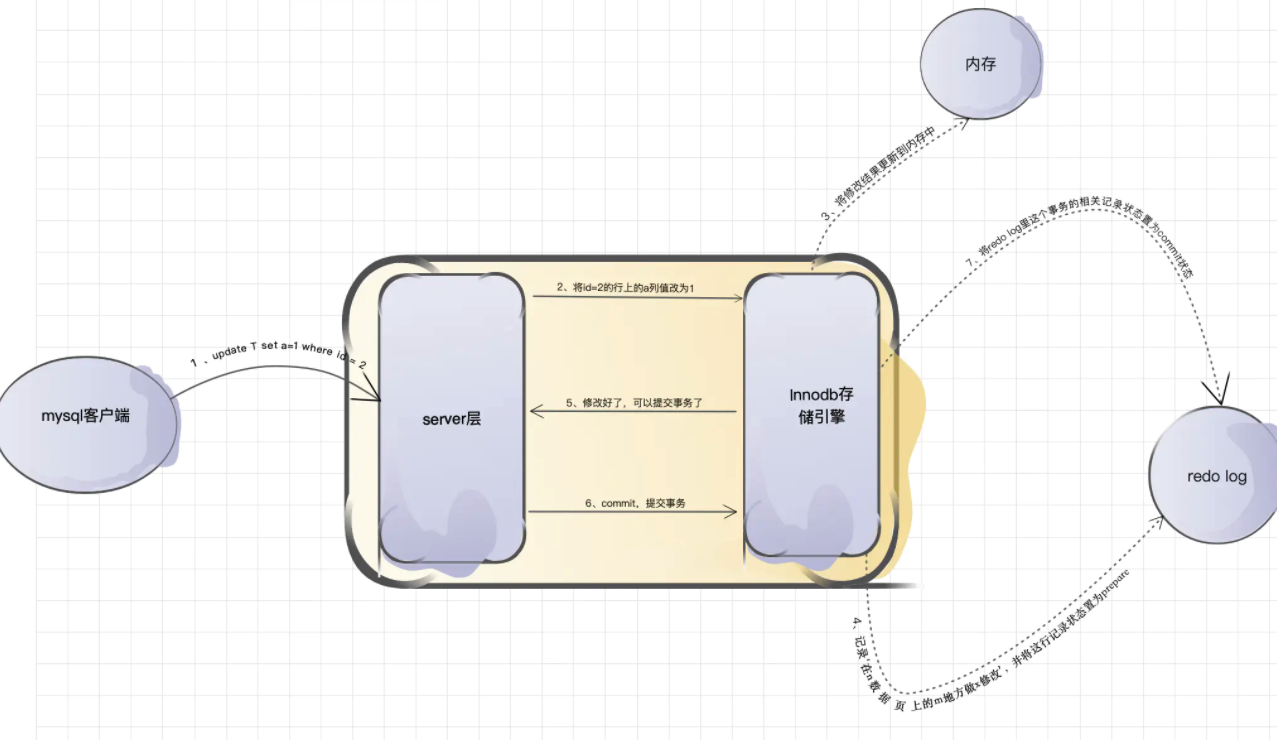 内存
3、将修改结果更新到内存中
7、将redo log里这个事务的相关记录状态置为commit状态
2、将id=2的行上的a列值改为1
1 、update T set a=1 where id = 2
mysql客户端
server层
5、修改好了，可以提交事务了
Innodb存
储引擎
redo log
6、commit，提交事务
4、记录'在n数 据 页 上的m地方做x修改'，并将这行记录状态置为prepare